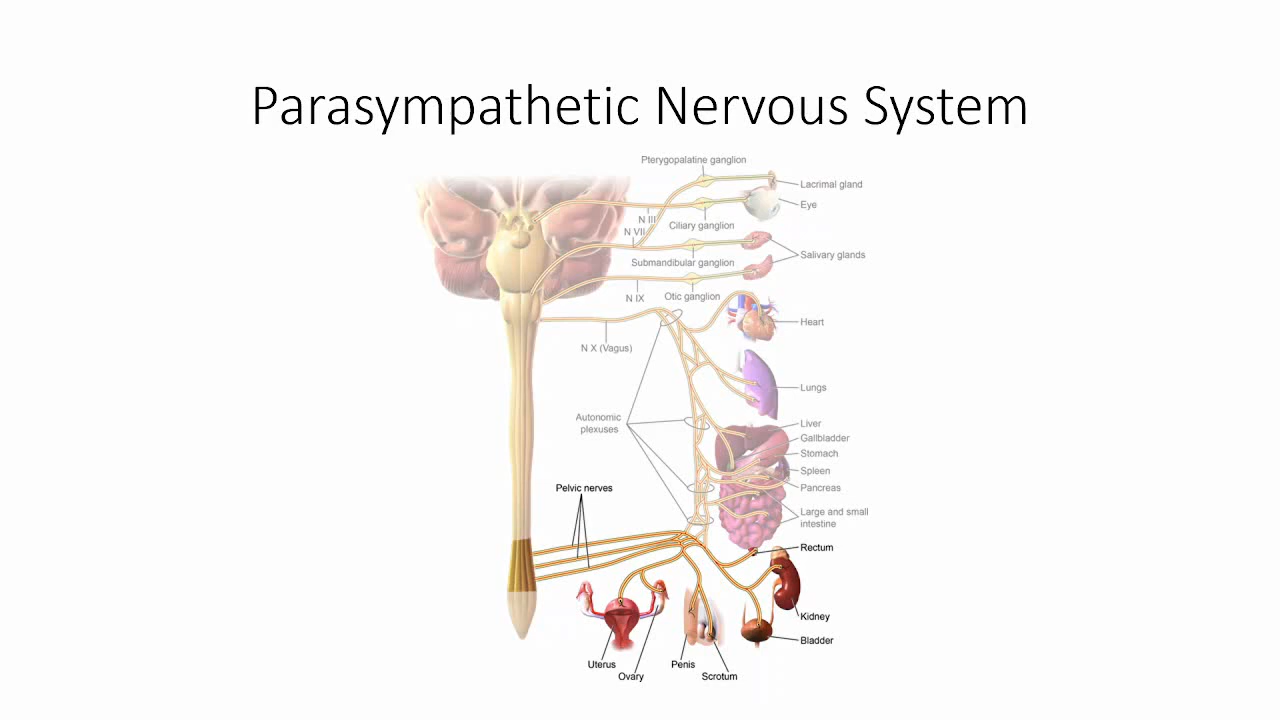 Parasympathetic Nervous System
Pterygopalatine ganglion
Lacrimal gland
Eye
N III
Ciliary ganglion
N VII
Salivary glands
Submandibular ganglion
N IX
Otic ganglion
Heart
N X (Vagus)
Lungs
Autonomic
plexuses
Liver
Gallbladder
Stomach
Spleen
Pancreas
Pelvic nerves
Large and small
intestine
Rectum
Kidney
Bladder
Uterus
Ovary
Penis
Scrotum